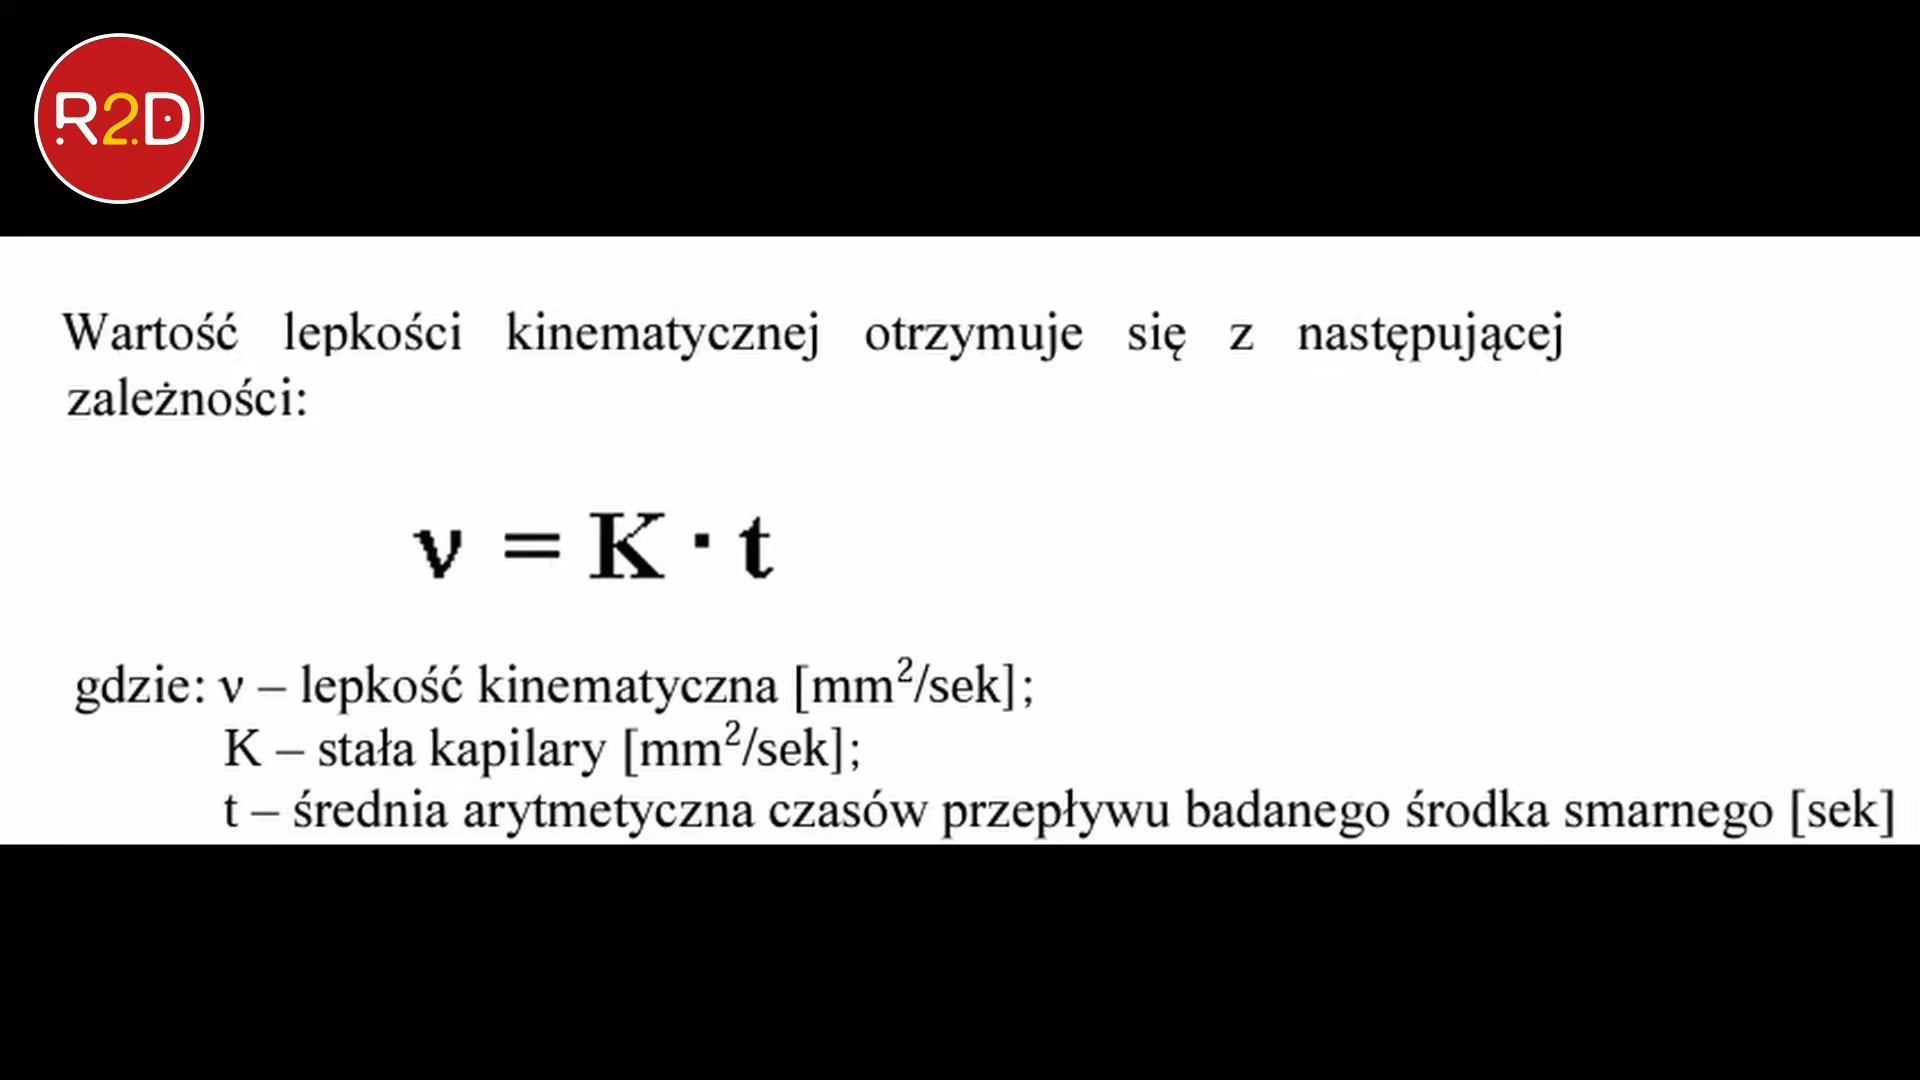 R2D
Wartość lepkości kinematycznej otrzymuje się z następującej
zależności:
ν = K · t
gdzie: ν – lepkość kinematyczna [mm²/sek];
K – stała kapilary [mm²/sek];
t – średnia arytmetyczna czasów przepływu badanego środka smarnego [sek]